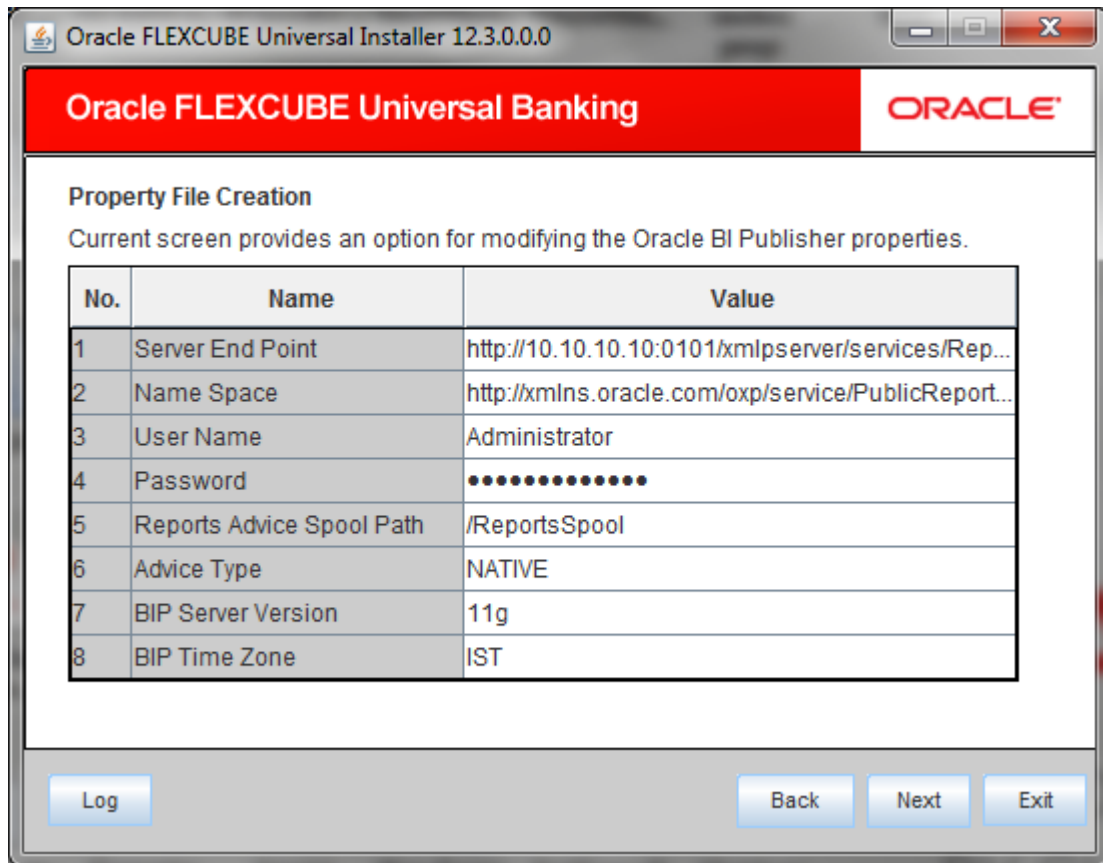 Oracle FLEXCUBE Universal Installer 12.3.0.0.0
Oracle FLEXCUBE Universal Banking
ORACLE
Property File Creation
Current screen provides an option for modifying the Oracle BI Publisher properties.
No. Name Value
1 Server End Point http://10.10.10.10:0101/xmlpserver/services/Rep...
2 Name Space http://xmlns.oracle.com/oxp/service/PublicReport...
3 User Name Administrator
4 Password •••••••••••••
5 Reports Advice Spool Path /ReportsSpool
6 Advice Type NATIVE
7 BIP Server Version 11g
8 BIP Time Zone IST
Log Back Next Exit